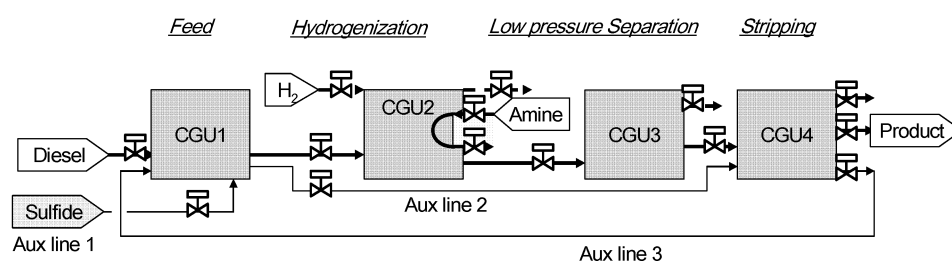 Feed
Hydrogenization
Low pressure Separation
Stripping
H2
CGU1
CGU2
Amine
CGU3
CGU4
Product
Diesel
Sulfide
Aux line 2
Aux line 1
Aux line 3